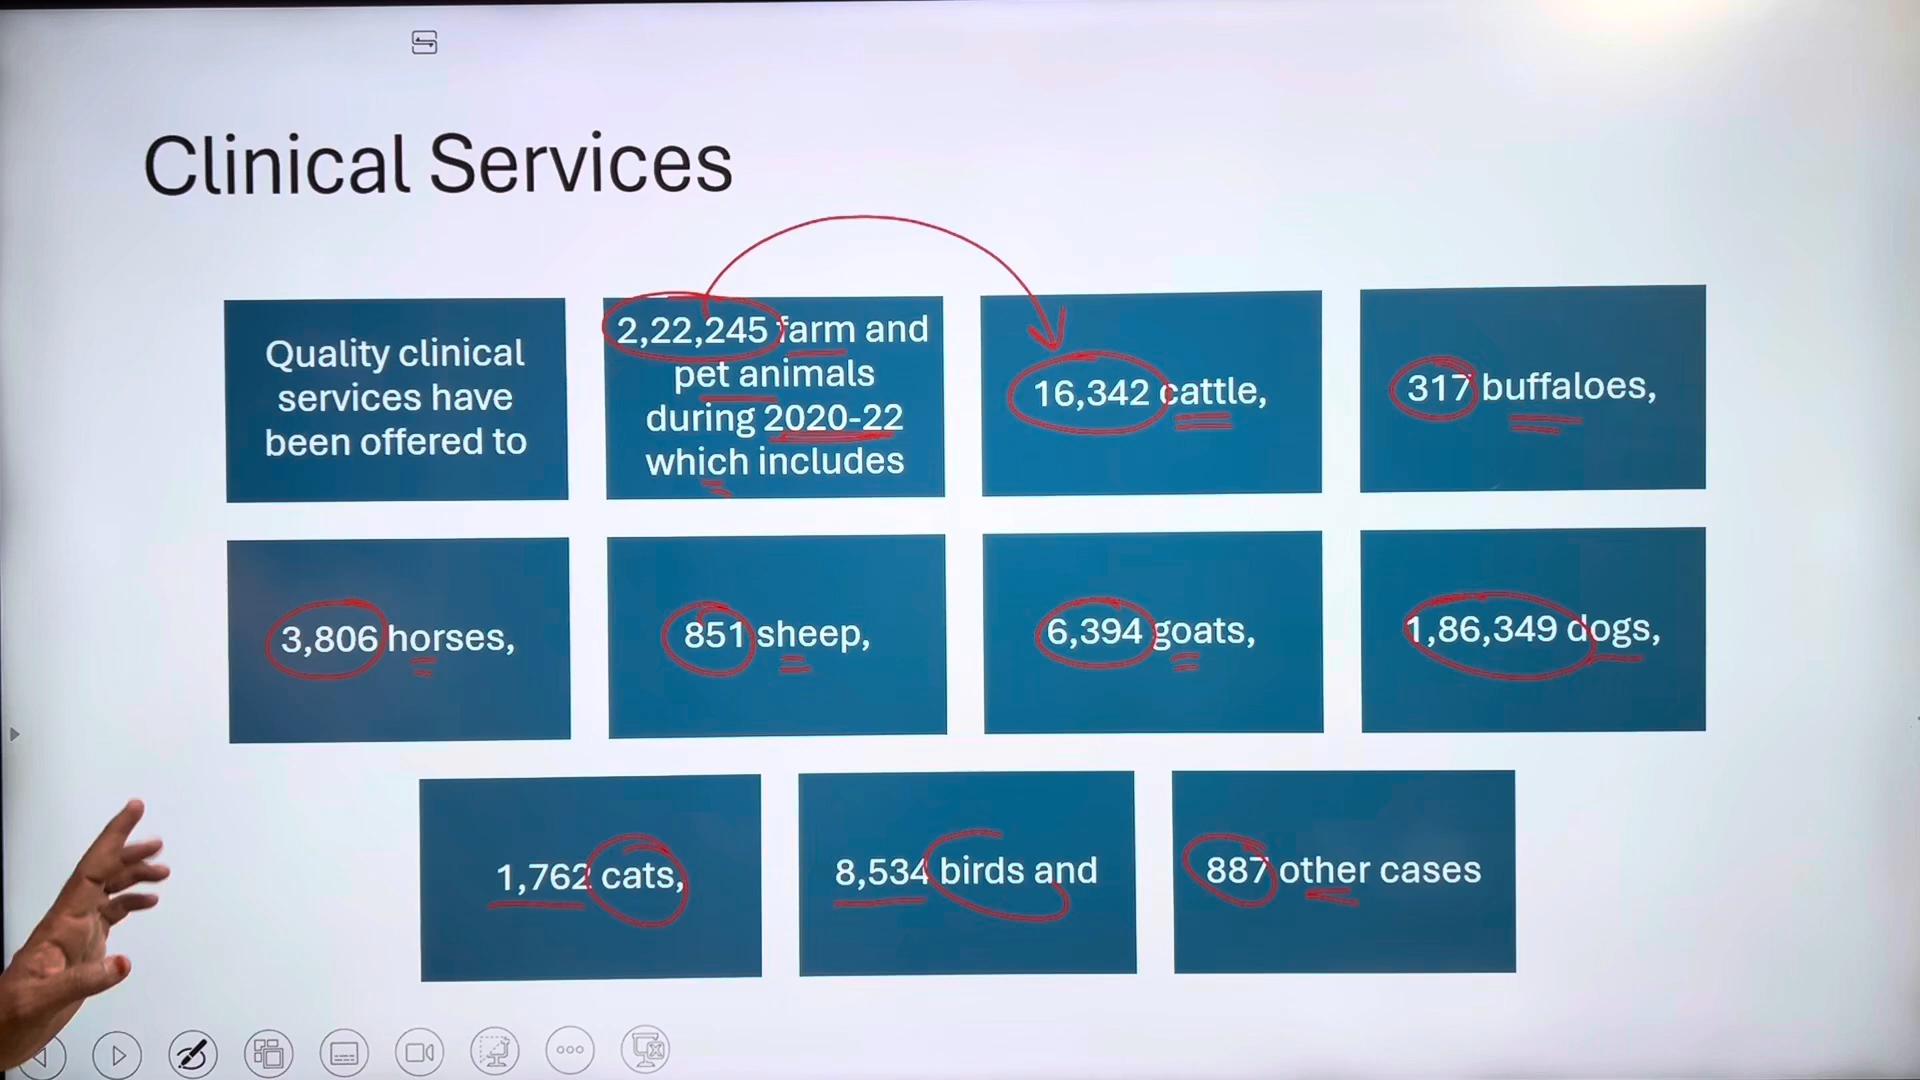 Clinical Services
Quality clinical
services have
been offered to
2,22,245 farm and
pet animals
during 2020-22
which includes
16,342 cattle,
317 buffaloes,
3,806 horses,
851 sheep,
6,394 goats,
1,86,349 dogs,
1,762 cats,
8,534 birds and
887 other cases